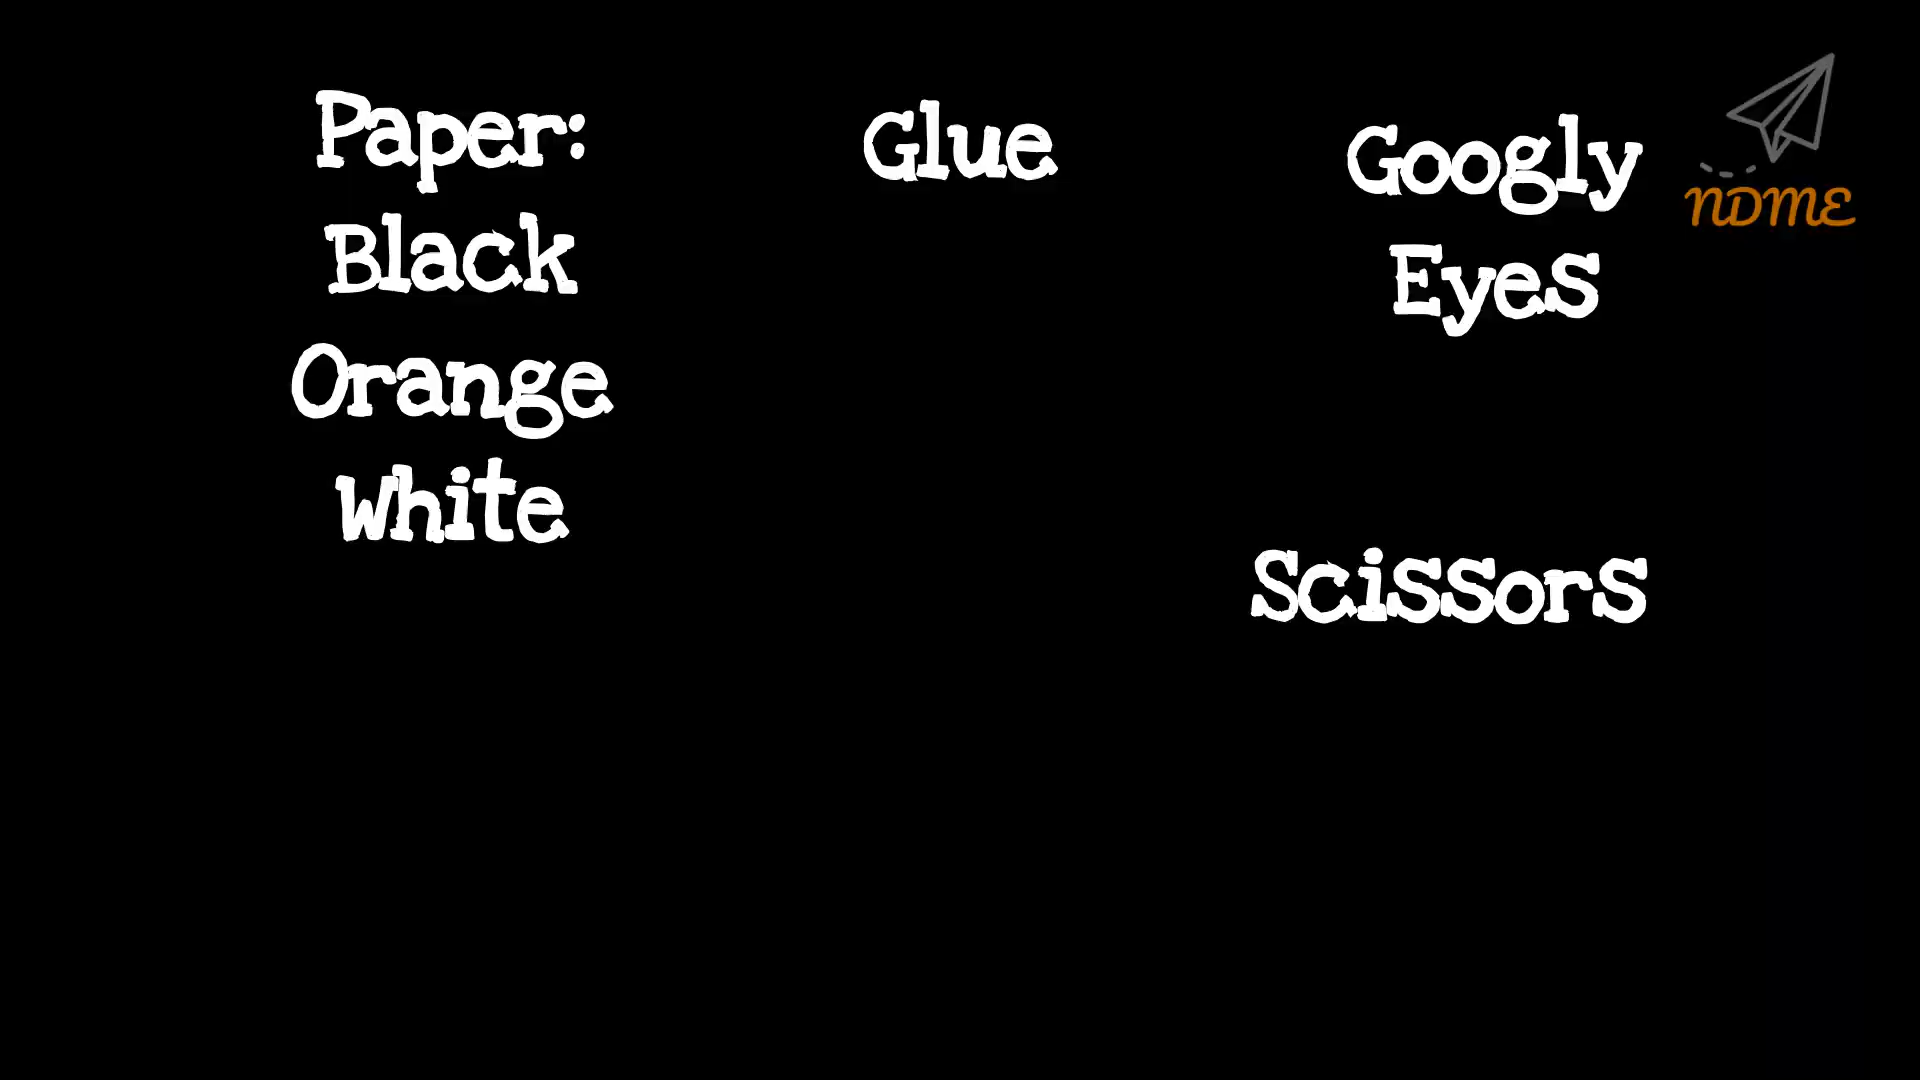 Paper:
Black
Orange
White
Glue
Googly
Eyes
Scissors
NDME